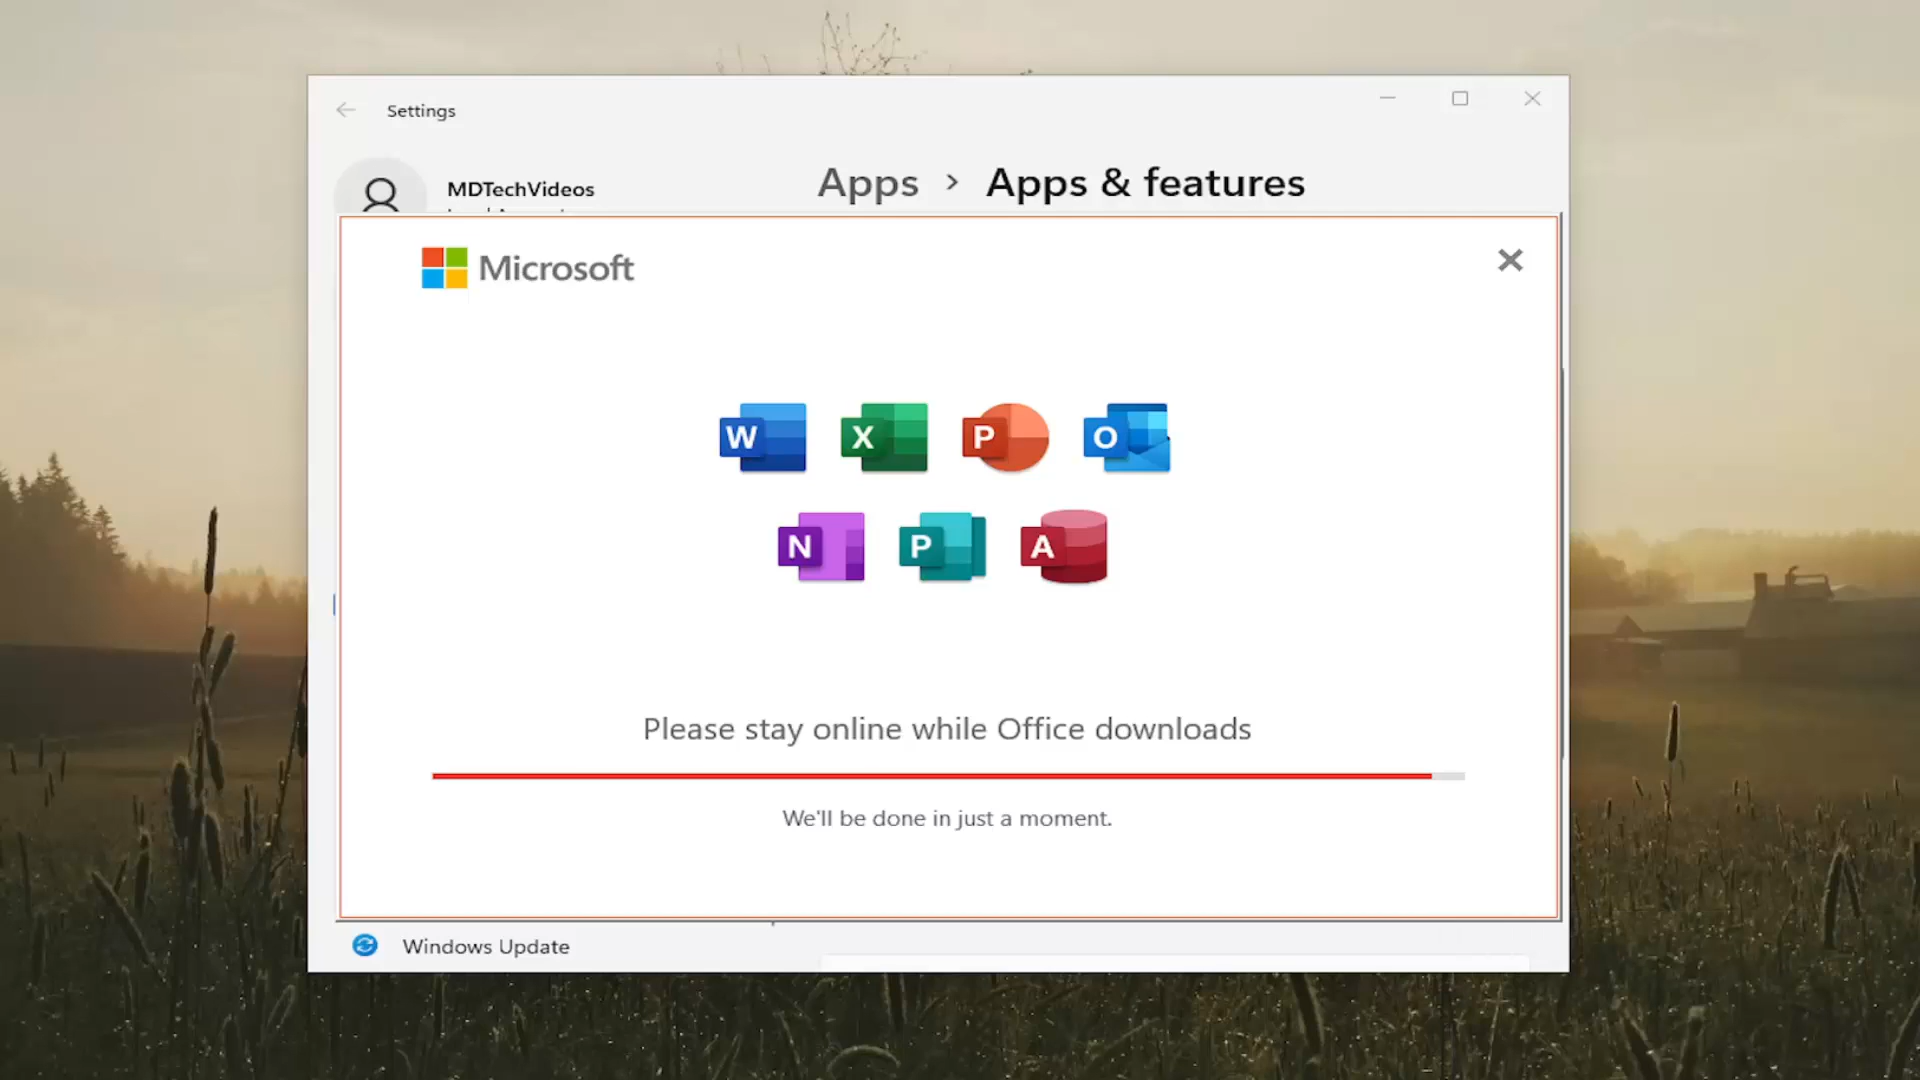 Settings
MDTechVideos
Apps > Apps & features
Microsoft
W X P O
N P A
Please stay online while Office downloads
We'll be done in just a moment.
Windows Update